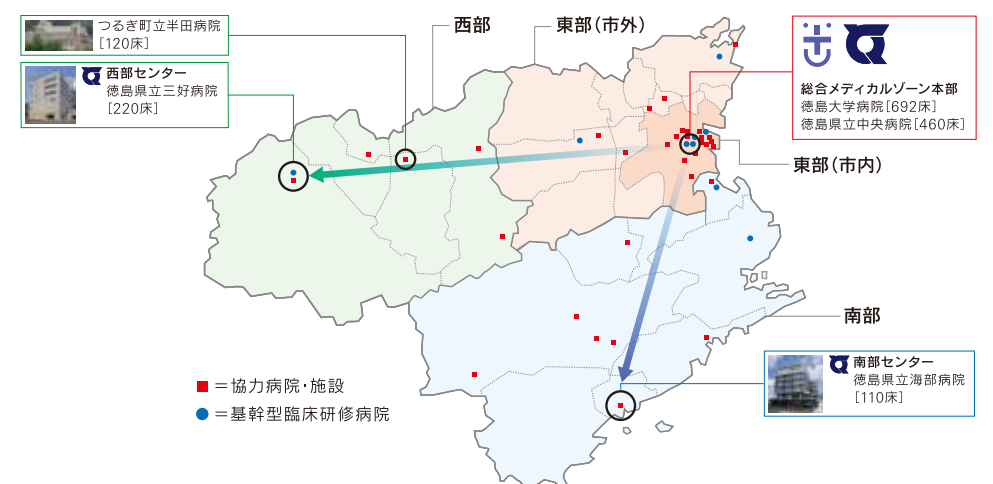 つるぎ町立半田病院
[120床]
西部センター
徳島県立三好病院
[220床]
西部
東部(市外)
総合メディカルゾーン本部
徳島大学病院[692床]
徳島県立中央病院[460床]
東部(市内)
南部
南部センター
徳島県立海部病院
[110床]
＝協力病院・施設
＝基幹型臨床研修病院